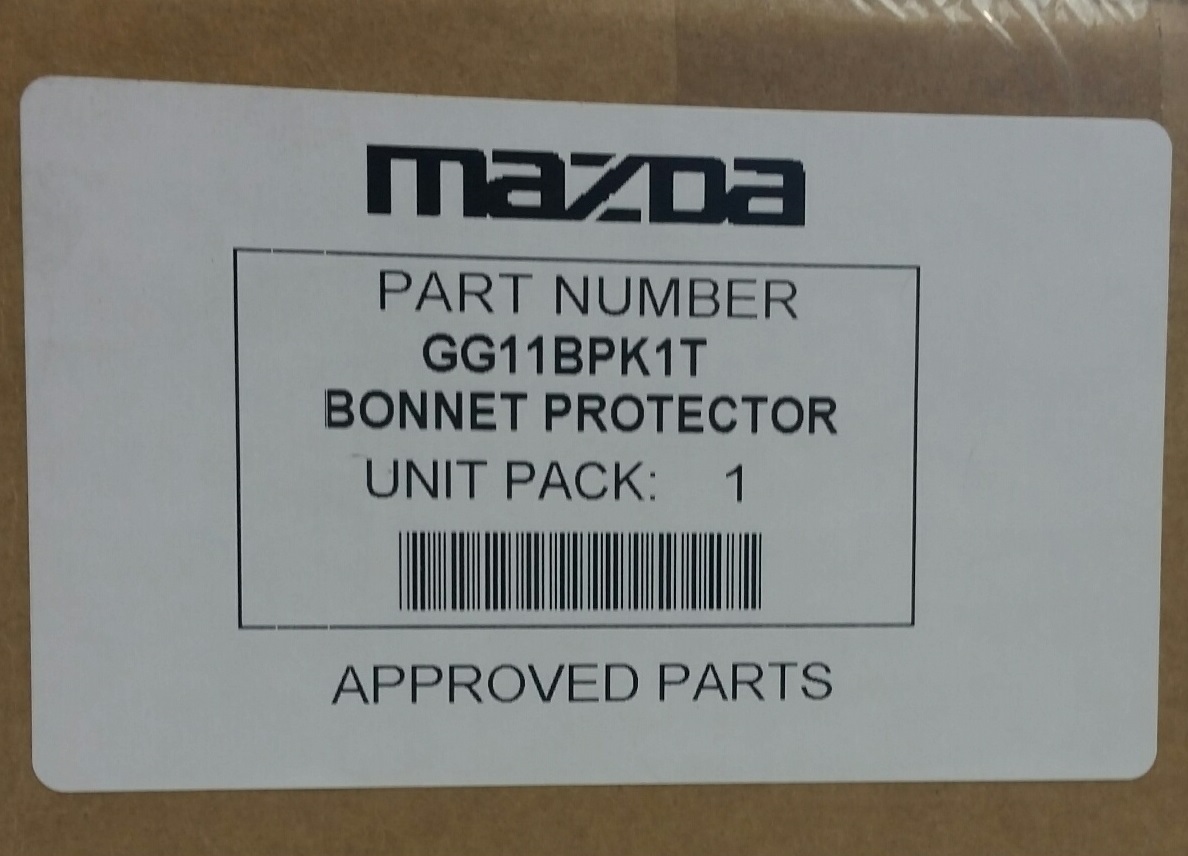 mazda
PART NUMBER
GG11BPK1T
BONNET PROTECTOR
UNIT PACK: 1
APPROVED PARTS